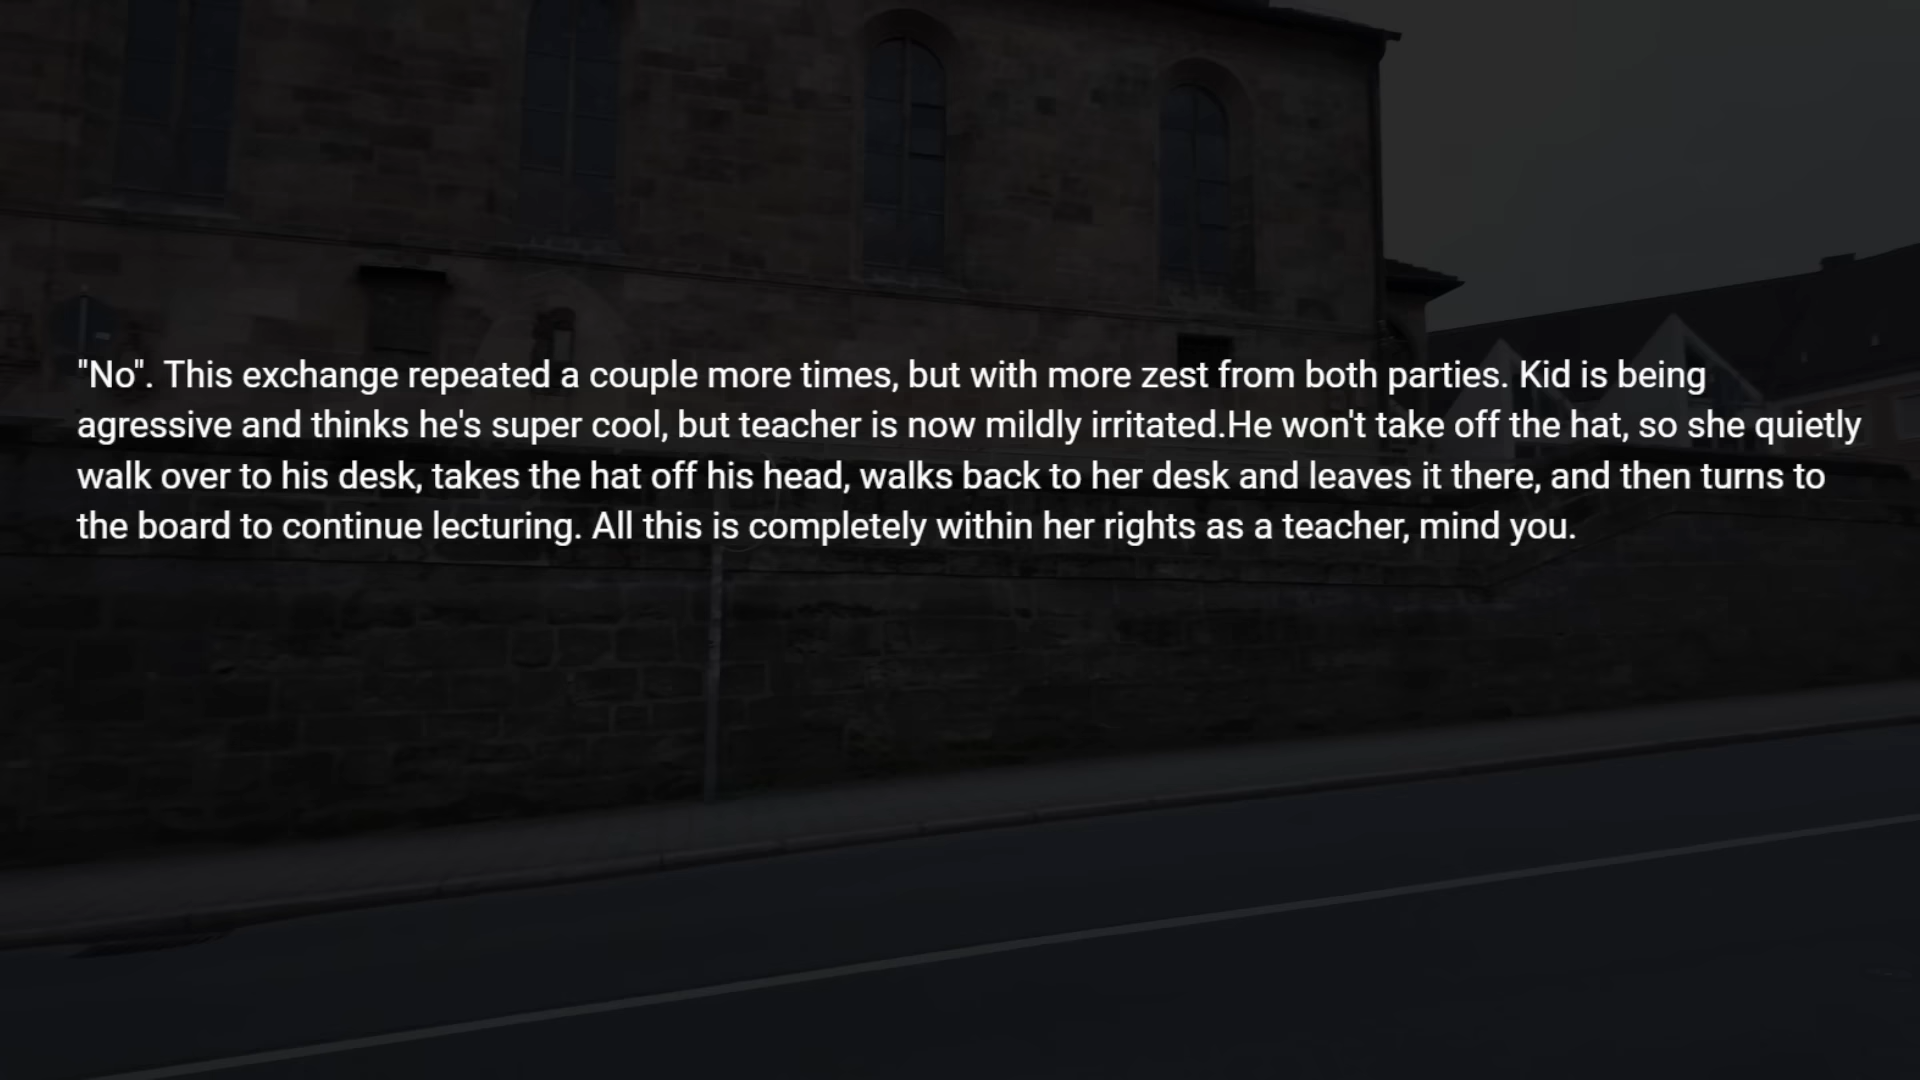 "No". This exchange repeated a couple more times, but with more zest from both parties. Kid is being
agressive and thinks he's super cool, but teacher is now mildly irritated.He won't take off the hat, so she quietly
walk over to his desk, takes the hat off his head, walks back to her desk and leaves it there, and then turns to
the board to continue lecturing. All this is completely within her rights as a teacher, mind you.